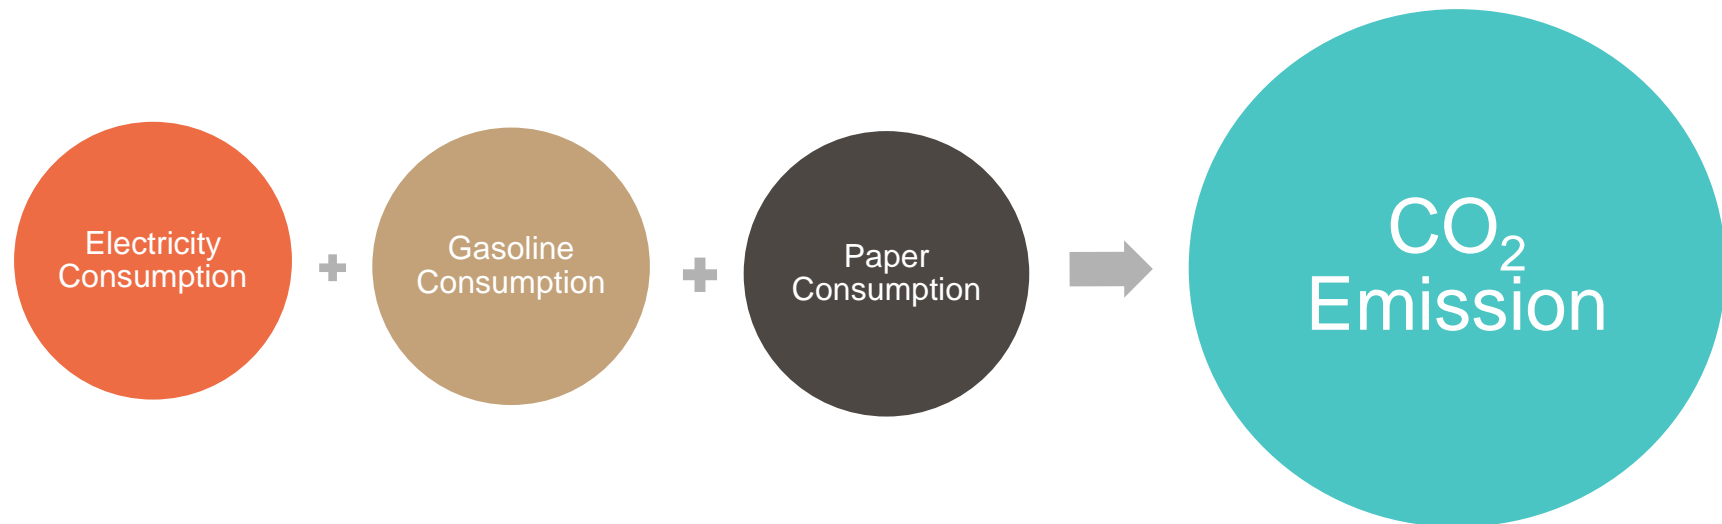 Electricity
Consumption
Gasoline
Consumption
Paper
Consumption
CO₂
Emission